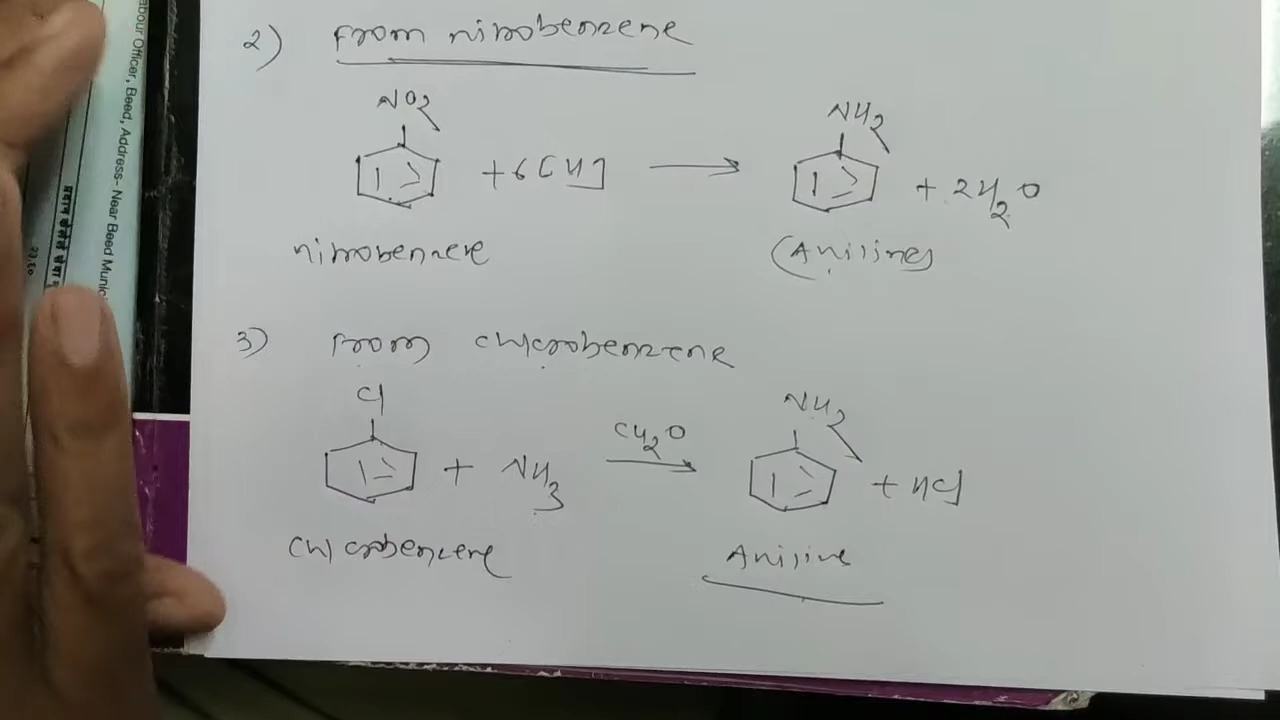 abour Officer, Beed, Address- Near Beed Munic
2) From nitrobenzene
NO2
NH2
+ 6[H] → + 2H2O
nitrobenzene (Aniline)
3) From chlorobenzene
Cl
NH2
+ NH3 Cu2O → + HCl
Chlorobenzene Aniline